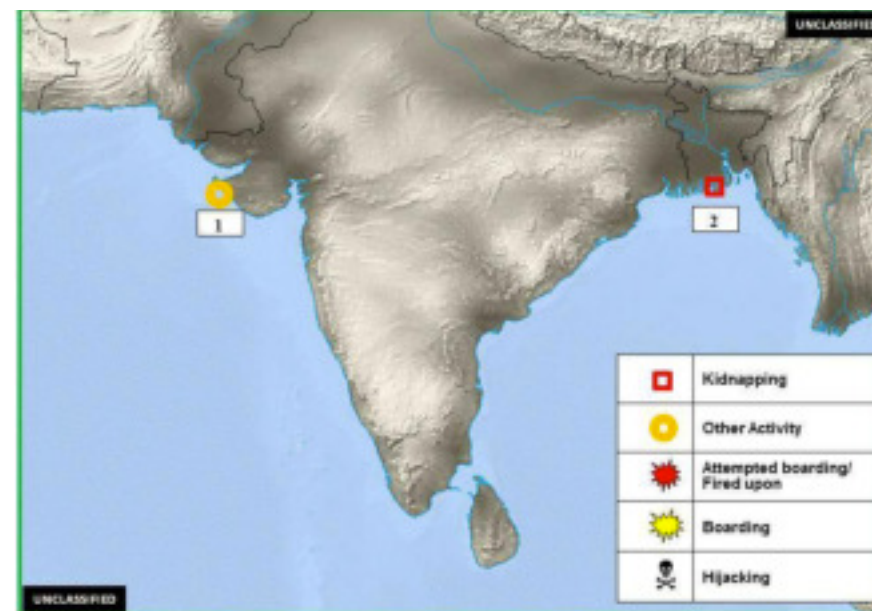 UNCLASSIFIED
1
2
Kidnapping
Other Activity
Attempted boarding/
Fired upon
Boarding
Hijacking
UNCLASSIFIED